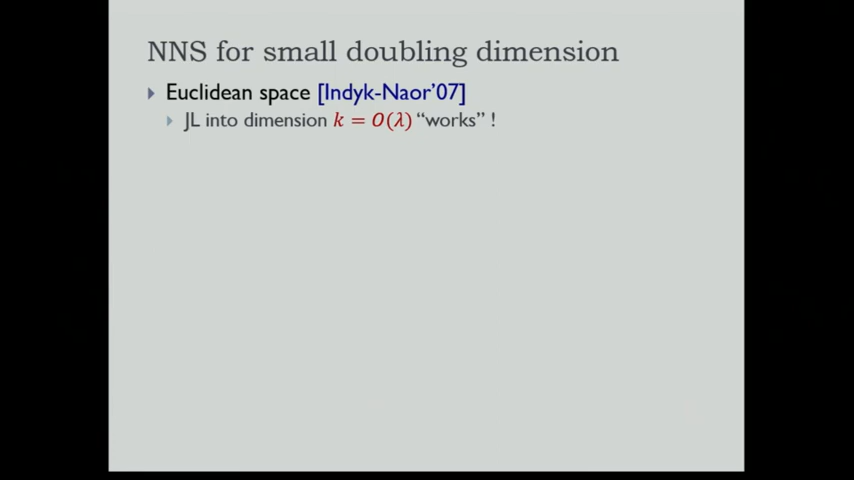 NNS for small doubling dimension
Euclidean space [Indyk-Naor’07]
JL into dimension k = O(λ) “works” !